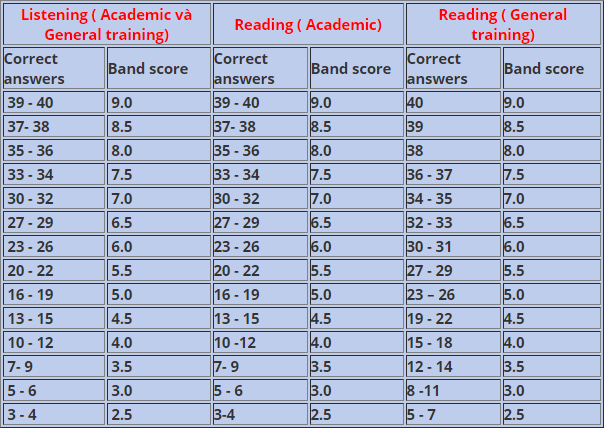 Listening ( Academic và
General training)
Reading ( Academic)
Reading ( General
training)
Correct
answers
Band score
Correct
answers
Band score
Correct
answers
Band score
39 - 40 9.0 39 - 40 9.0 40 9.0
37- 38 8.5 37- 38 8.5 39 8.5
35 - 36 8.0 35 - 36 8.0 38 8.0
33 - 34 7.5 33 - 34 7.5 36 - 37 7.5
30 - 32 7.0 30 - 32 7.0 34 - 35 7.0
27 - 29 6.5 27 - 29 6.5 32 - 33 6.5
23 - 26 6.0 23 - 26 6.0 30 - 31 6.0
20 - 22 5.5 20 - 22 5.5 27 - 29 5.5
16 - 19 5.0 16 - 19 5.0 23 – 26 5.0
13 - 15 4.5 13 - 15 4.5 19 - 22 4.5
10 - 12 4.0 10 -12 4.0 15 - 18 4.0
7- 9 3.5 7- 9 3.5 12 - 14 3.5
5 - 6 3.0 5 - 6 3.0 8 -11 3.0
3 - 4 2.5 3-4 2.5 5 - 7 2.5